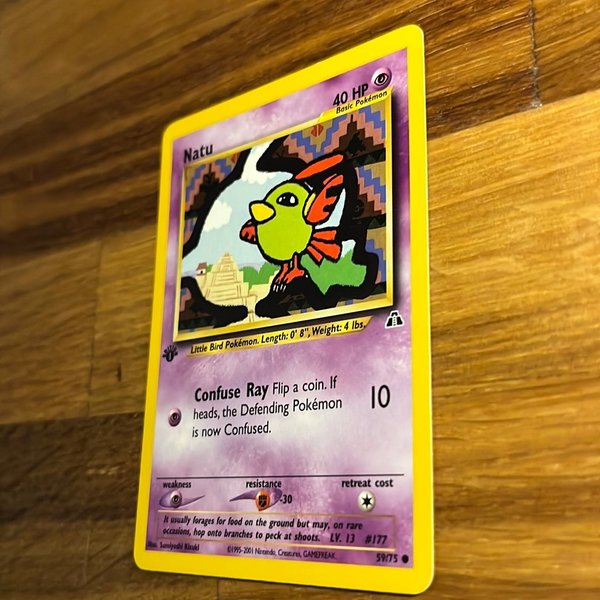 Natu
40 HP
Basic Pokémon
Little Bird Pokémon. Length: 0' 8", Weight: 4 lbs.
Confuse Ray Flip a coin. If
heads, the Defending Pokémon
is now Confused.
10
weakness
resistance
-30
retreat cost
It usually forages for food on the ground but may, on rare
occasions, hop onto branches to peck at shoots. LV. 13 #177
Illus. Sumiyoshi Kizuki
©1995-2001 Nintendo, Creatures, GAMEFREAK.
59/75